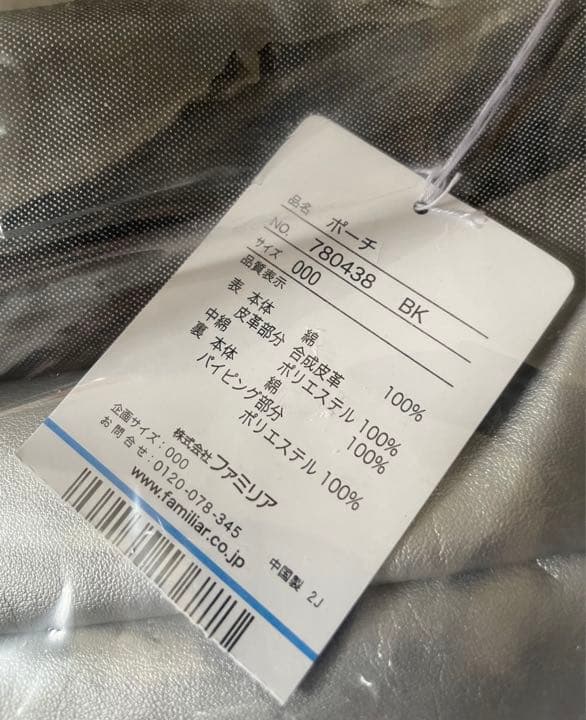 品名 ポーチ
NO. 780438 BK
サイズ 000
品質表示
表 本体 綿 100%
皮革部分 合成皮革
中綿 ポリエステル 100%
裏 本体 綿 100%
パイピング部分
ポリエステル 100%
株式会社 ファミリア
企画サイズ:000
お問合せ:0120-078-345
www.familiar.co.jp
中国製 2J